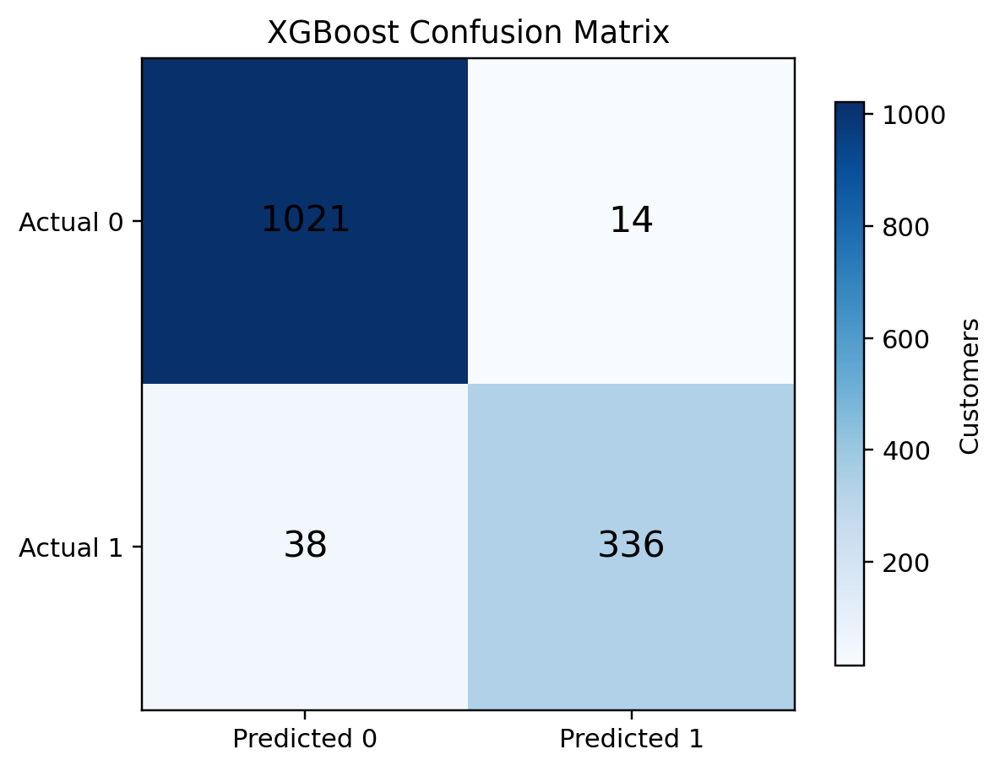 XGBoost Confusion Matrix
Actual 0
1021
14
Actual 1
38
336
Predicted 0
Predicted 1
1000
800
600
400
200
Customers